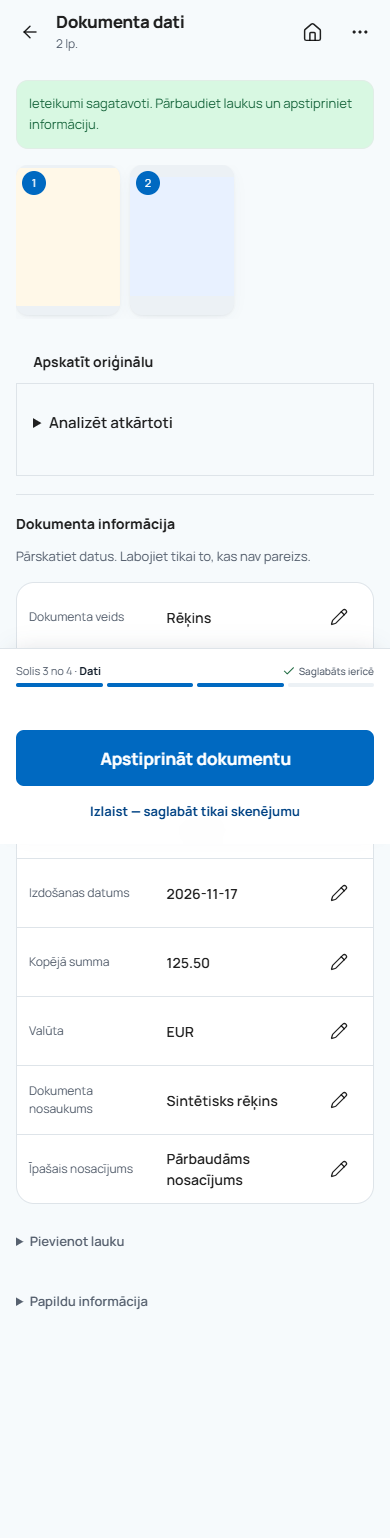 Dokumenta dati
2 lp.
Ieteikumi sagatavoti. Pārbaudiet laukus un apstipriniet
informāciju.
1
2
Apskatīt oriģinālu
Analizēt atkārtoti
Dokumenta informācija
Pārskatiet datus. Labojiet tikai to, kas nav pareizs.
Dokumenta veids
Rēķins
Solis 3 no 4 · Dati
Saglabāts ierīcē
Apstiprināt dokumentu
Izlaist — saglabāt tikai skenējumu
Izdošanas datums
2026-11-17
Kopējā summa
125.50
Valūta
EUR
Dokumenta
nosaukums
Sintētisks rēķins
Īpašais nosacījums
Pārbaudāms
nosacījums
Pievienot lauku
Papildu informācija